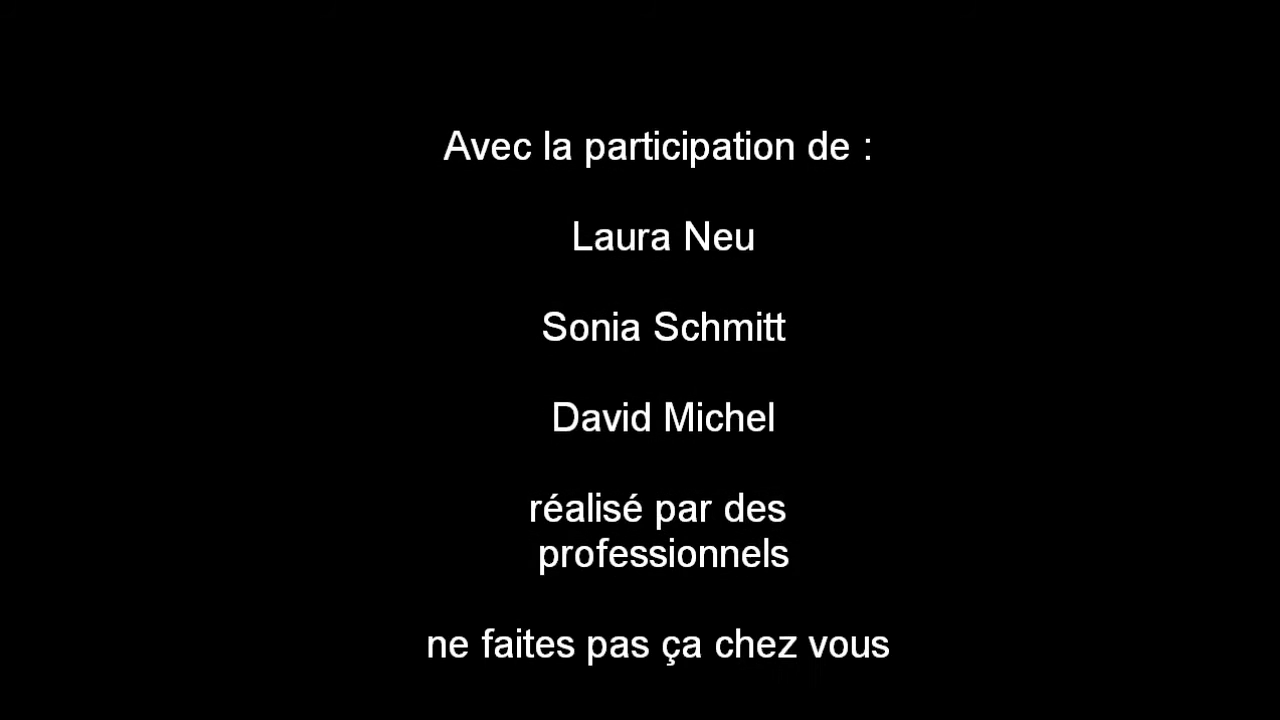 Avec la participation de :
Laura Neu
Sonia Schmitt
David Michel
réalisé par des
professionnels
ne faites pas ça chez vous